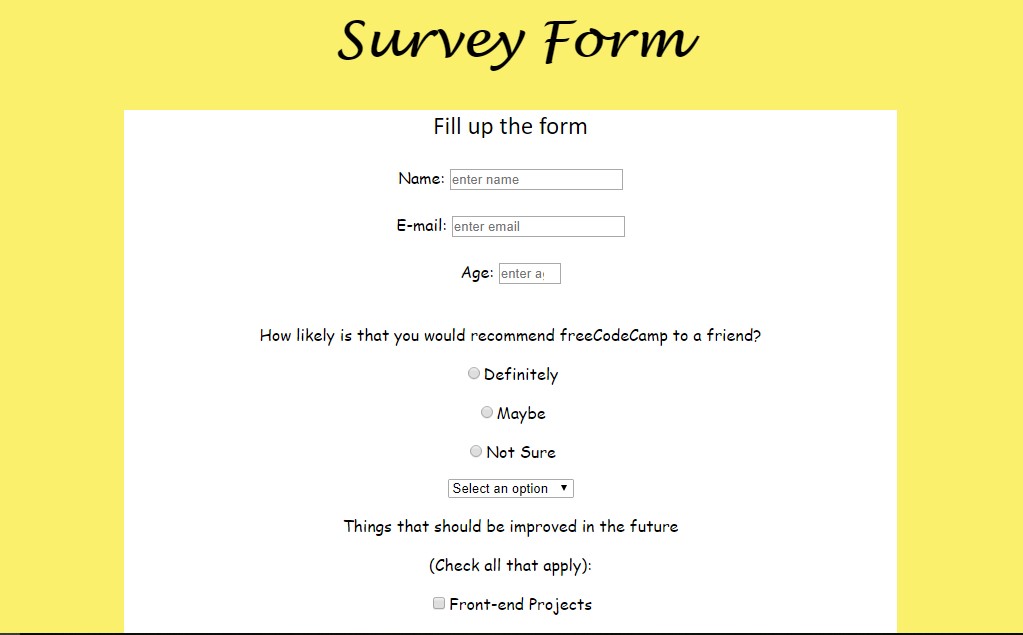 Survey Form
Fill up the form
Name: enter name
E-mail: enter email
Age: enter
How likely is that you would recommend freeCodeCamp to a friend?
Definitely
Maybe
Not Sure
Select an option
Things that should be improved in the future
(Check all that apply):
Front-end Projects